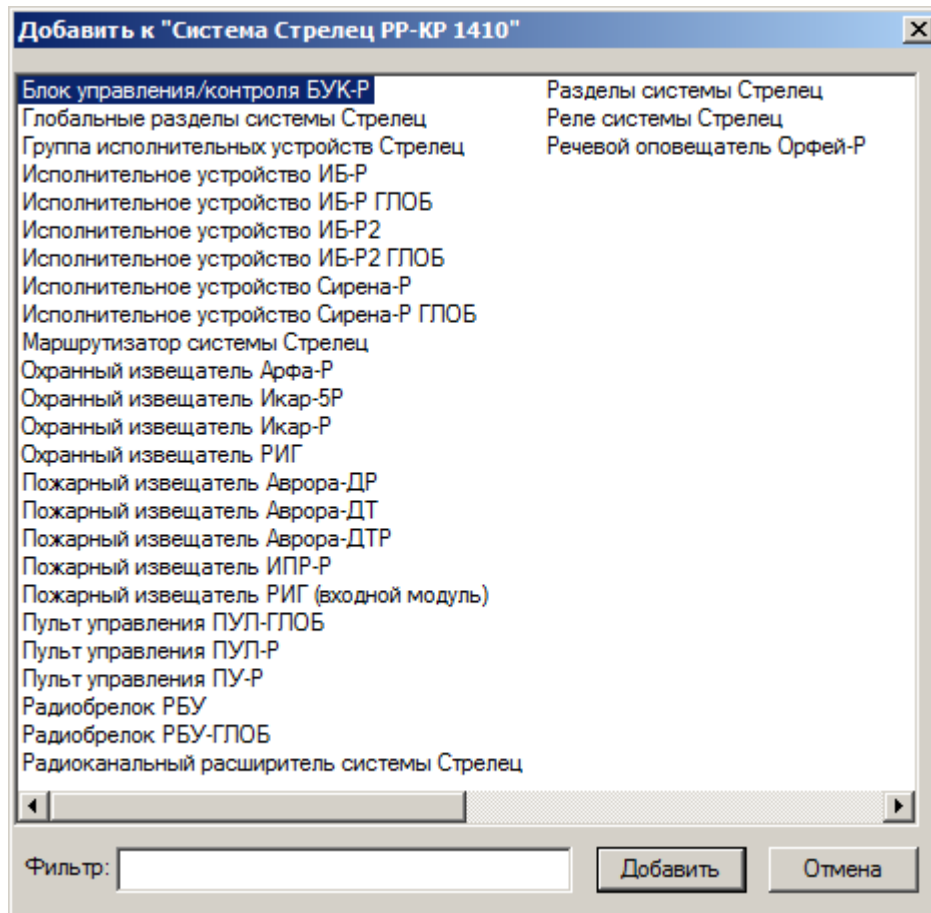 Добавить к "Система Стрелец РР-КР 1410"
Блок управления/контроля БУК-Р
Глобальные разделы системы Стрелец
Группа исполнительных устройств Стрелец
Исполнительное устройство ИБ-Р
Исполнительное устройство ИБ-Р ГЛОБ
Исполнительное устройство ИБ-Р2
Исполнительное устройство ИБ-Р2 ГЛОБ
Исполнительное устройство Сирена-Р
Исполнительное устройство Сирена-Р ГЛОБ
Маршрутизатор системы Стрелец
Охранный извещатель Арфа-Р
Охранный извещатель Икар-5Р
Охранный извещатель Икар-Р
Охранный извещатель РИГ
Пожарный извещатель Аврора-ДР
Пожарный извещатель Аврора-ДТ
Пожарный извещатель Аврора-ДТР
Пожарный извещатель ИПР-Р
Пожарный извещатель РИГ (входной модуль)
Пульт управления ПУЛ-ГЛОБ
Пульт управления ПУЛ-Р
Пульт управления ПУ-Р
Радиобрелок РБУ
Радиобрелок РБУ-ГЛОБ
Радиоканальный расширитель системы Стрелец
Разделы системы Стрелец
Реле системы Стрелец
Речевой оповещатель Орфей-Р
Фильтр:
Добавить
Отмена